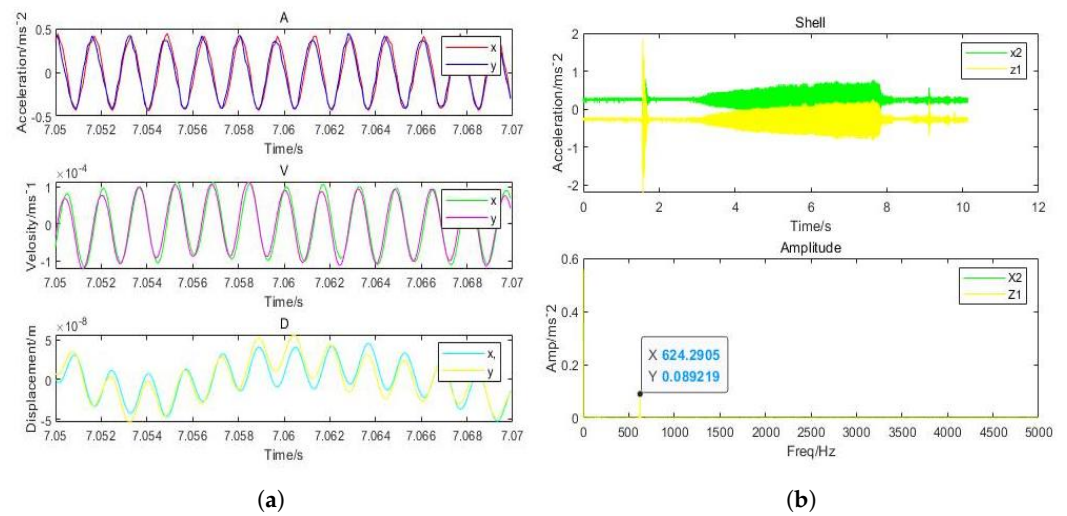 A
Acceleration/ms-2
0.5
0
-0.5
x
y
7.05 7.052 7.054 7.056 7.058 7.06 7.062 7.064 7.066 7.068 7.07
Time/s
V
×10-4
Velosity/ms-1
1
0
-1
x
y
7.05 7.052 7.054 7.056 7.058 7.06 7.062 7.064 7.066 7.068 7.07
Time/s
D
×10-8
Displacement/m
5
0
-5
x,
y
7.05 7.052 7.054 7.056 7.058 7.06 7.062 7.064 7.066 7.068 7.07
Time/s
(a)
Shell
Acceleration/ms-2
2
1
0
-1
-2
x2
z1
0 2 4 6 8 10 12
Time/s
Amplitude
Amp/ms-2
0.6
0.4
0.2
0
X2
Z1
X 624.2905
Y 0.089219
0 500 1000 1500 2000 2500 3000 3500 4000 4500 5000
Freq/Hz
(b)